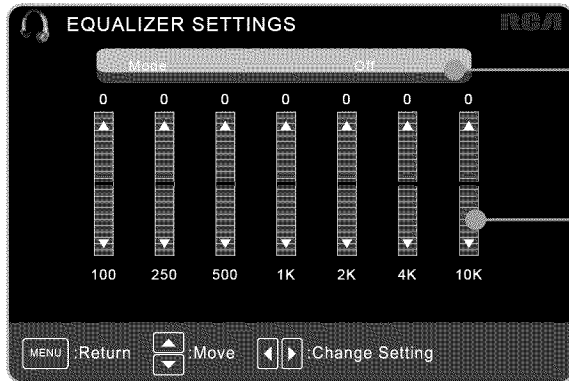 EQUALIZER SETTINGS
RCA
Mode Off
0 0 0 0 0 0 0
100 250 500 1K 2K 4K 10K
MENU :Return :Move :Change Setting